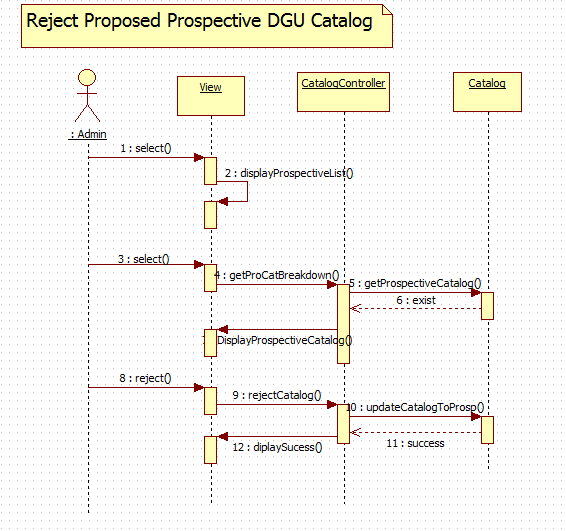 Reject Proposed Prospective DGU Catalog
View
CatalogController
Catalog
: Admin
1 : select()
2 : displayProspectiveList()
3 : select()
4 : getProCatBreakdown()
5 : getProspectiveCatalog()
6 : exist
DisplayProspectiveCatalog()
8 : reject()
9 : rejectCatalog()
10 : updateCatalogToProsp()
11 : success
12 : diplaySucess()